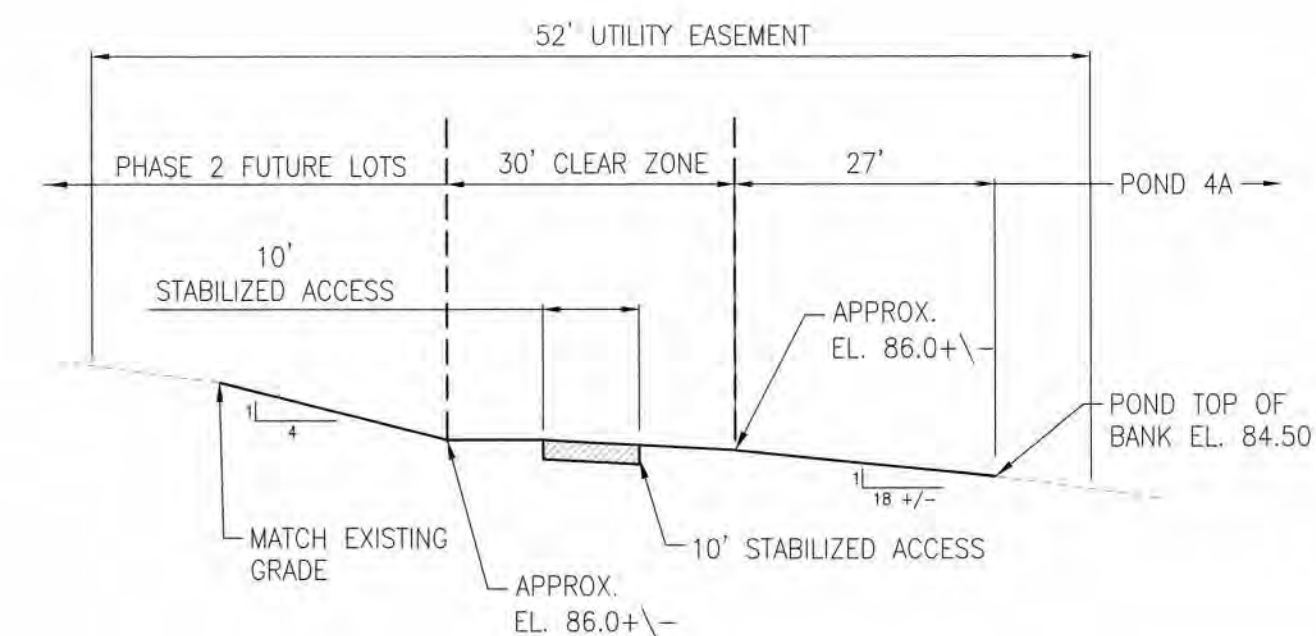 52' UTILITY EASEMENT
PHASE 2 FUTURE LOTS
30' CLEAR ZONE
27'
POND 4A
10'
STABILIZED ACCESS
APPROX.
EL. 86.0+\-
POND TOP OF
BANK EL. 84.50
1
4
1
18 +/-
MATCH EXISTING
GRADE
10' STABILIZED ACCESS
APPROX.
EL. 86.0+\-